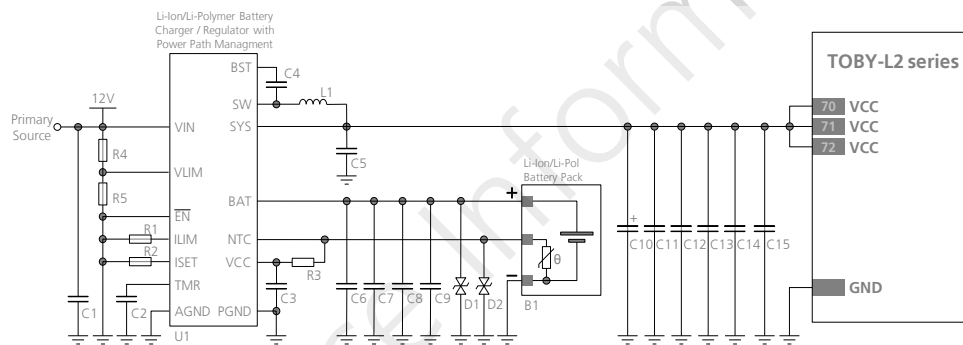 Li-Ion/Li-Polymer Battery
Charger / Regulator with
Power Path Managment
TOBY-L2 series
BST
C4
SW
L1
12V
Primary
Source
VIN
SYS
70 VCC
71 VCC
72 VCC
R4
VLIM
C5
Li-Ion/Li-Pol
Battery Pack
R5
BAT
+
EN
R1
ILIM
NTC
+
C10
C11
C12
C13
C14
C15
R2
ISET
VCC
R3
θ
TMR
C3
C6
C7
C8
C9
D1
D2
–
B1
GND
C1
C2
AGND
PGND
U1